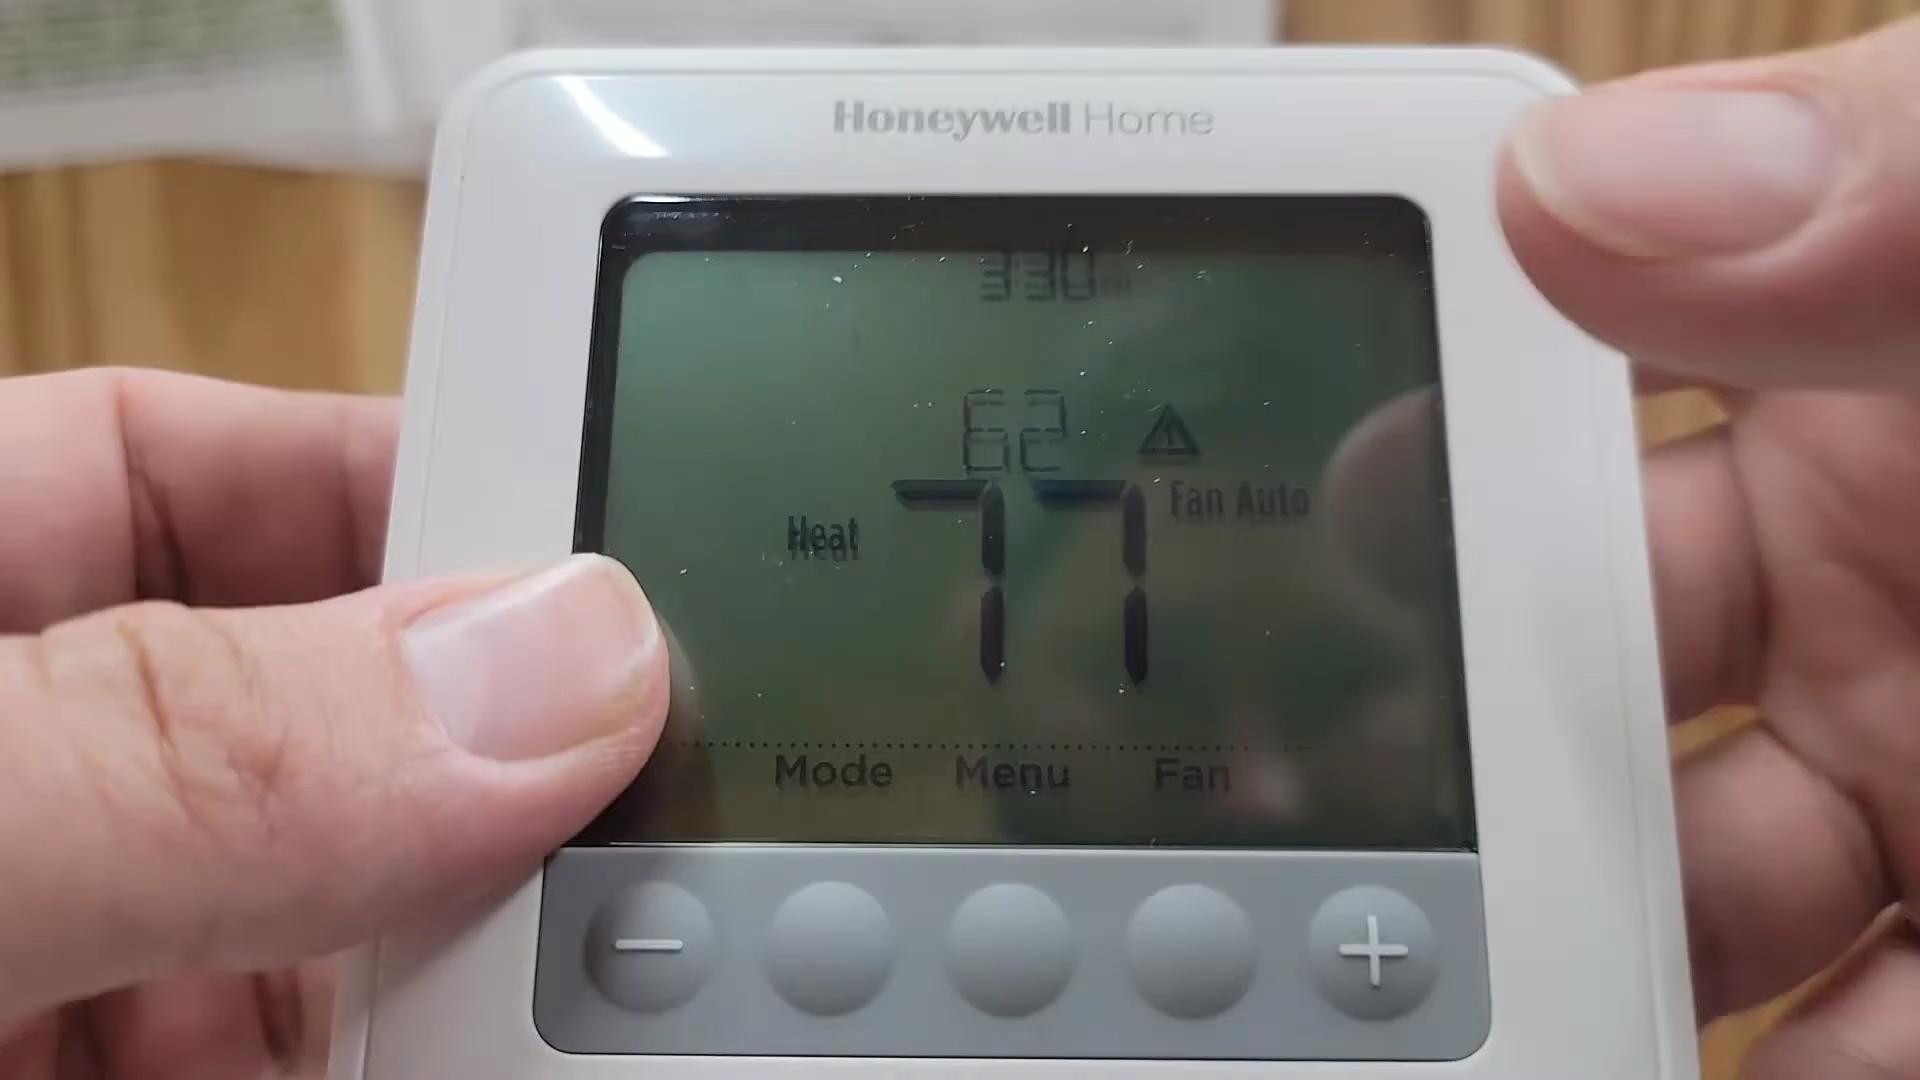 Honeywell Home
3:30
62
Heat 77 Fan Auto
Mode Menu Fan
− +